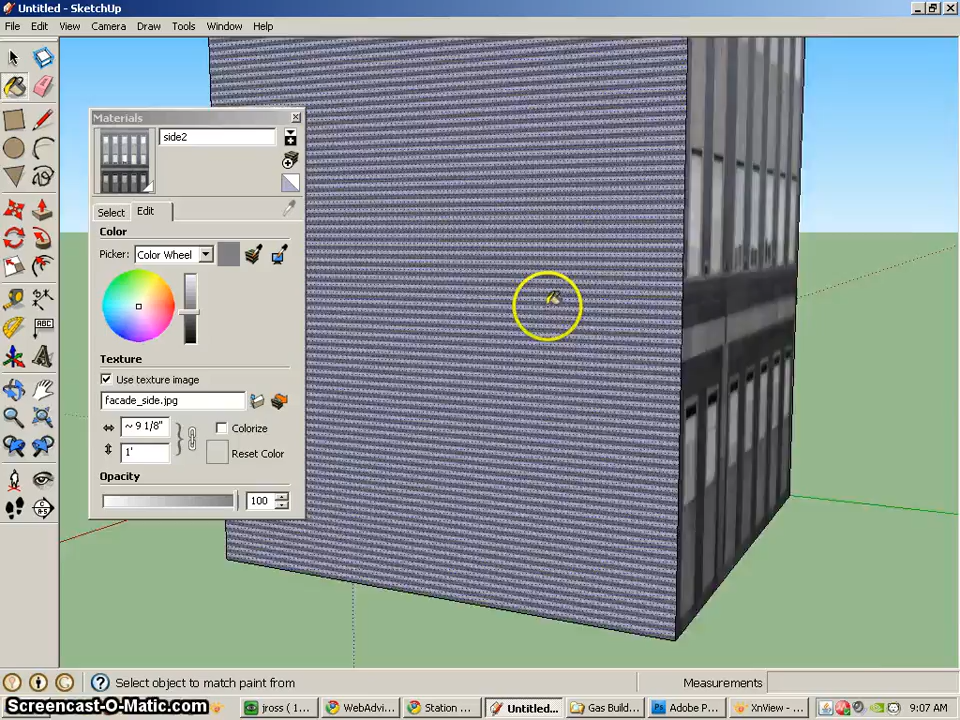 Untitled - SketchUp
File Edit View Camera Draw Tools Window Help
Materials
side2
Select Edit
Color
Picker: Color Wheel
Texture
Use texture image
facade_side.jpg
~ 9 1/8"
Colorize
1'
Reset Color
Opacity
100
ABC
Select object to match paint from
Measurements
Screencast-O-Matic.com
jross ( 1... WebAdvi... Station ... Untitled... Gas Build... Adobe P... XnView - ... 9:07 AM